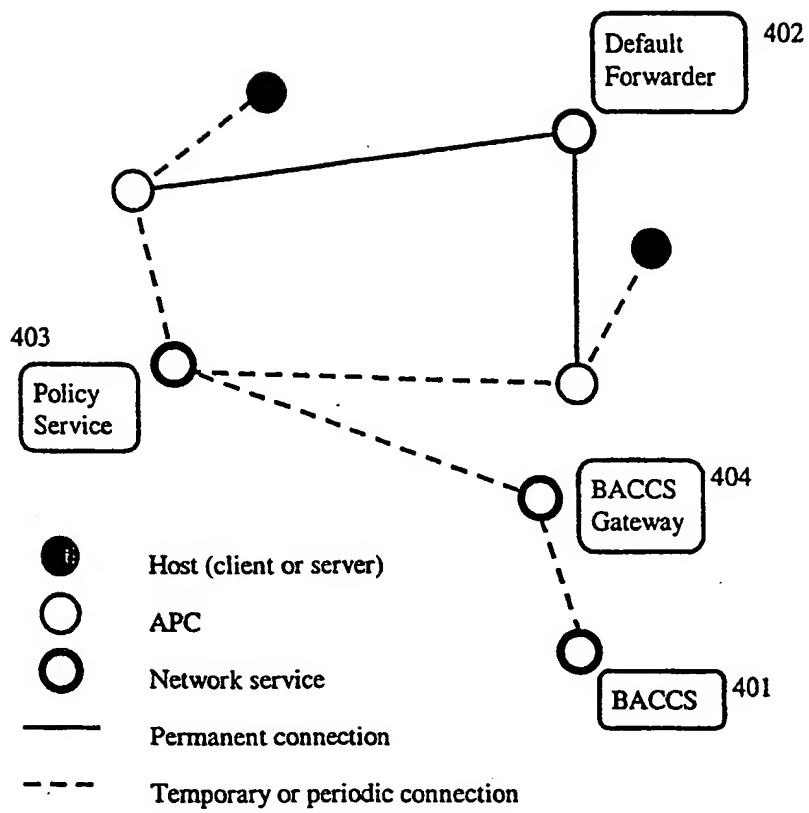 Default
Forwarder
402
403
Policy
Service
BACCS
Gateway
404
BACCS
401
Host (client or server)
APC
Network service
Permanent connection
Temporary or periodic connection